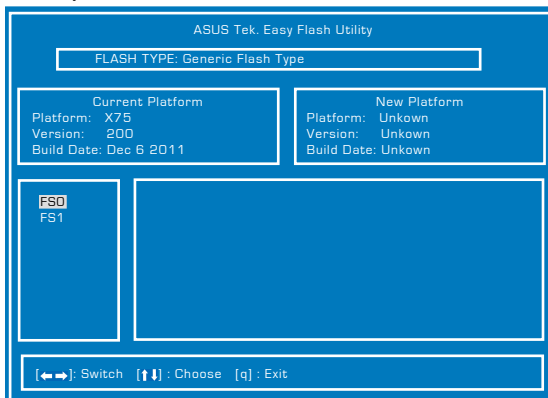 ASUS Tek. Easy Flash Utility
FLASH TYPE: Generic Flash Type
Current Platform
Platform: X75
Version: 200
Build Date: Dec 6 2011
New Platform
Platform: Unkown
Version: Unkown
Build Date: Unkown
FS0
FS1
[←→]: Switch [↑↓] : Choose [q] : Exit